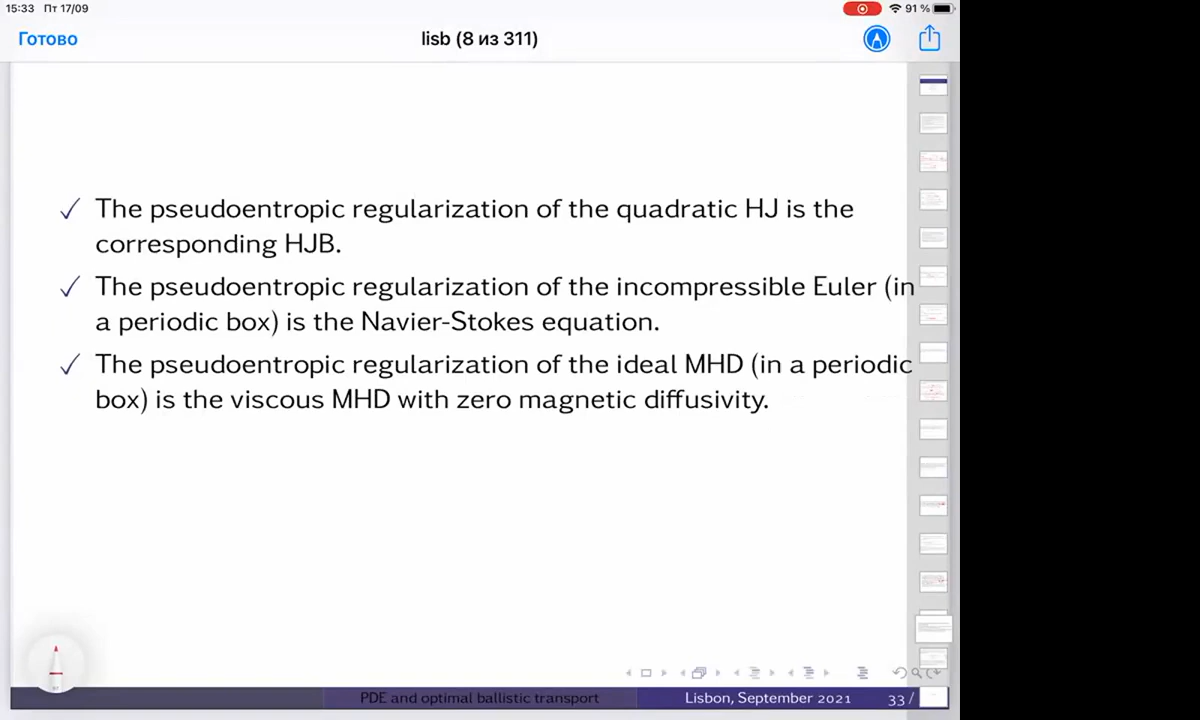 15:33 Пт 17/09
91 %
Готово
lisb (8 из 311)
✓ The pseudoentropic regularization of the quadratic HJ is the
corresponding HJB.
✓ The pseudoentropic regularization of the incompressible Euler (in
a periodic box) is the Navier-Stokes equation.
✓ The pseudoentropic regularization of the ideal MHD (in a periodic
box) is the viscous MHD with zero magnetic diffusivity.
PDE and optimal ballistic transport
Lisbon, September 2021
33 /